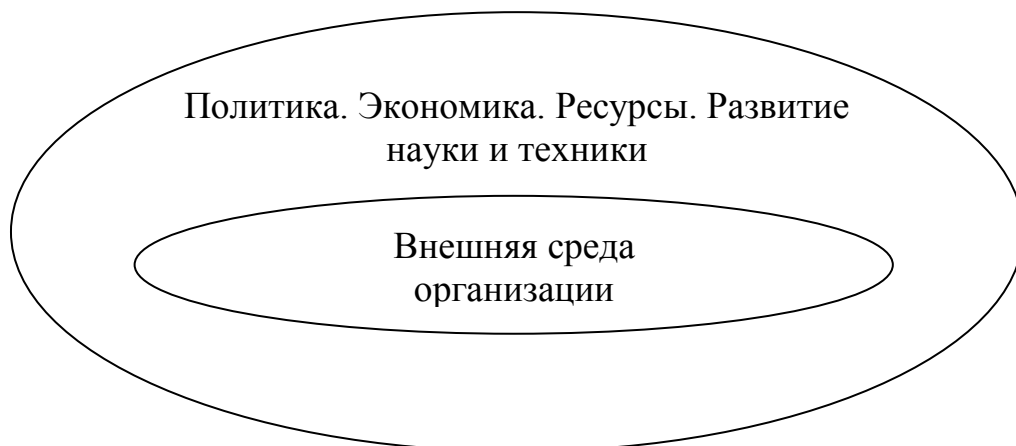 Политика. Экономика. Ресурсы. Развитие
науки и техники
Внешняя среда
организации